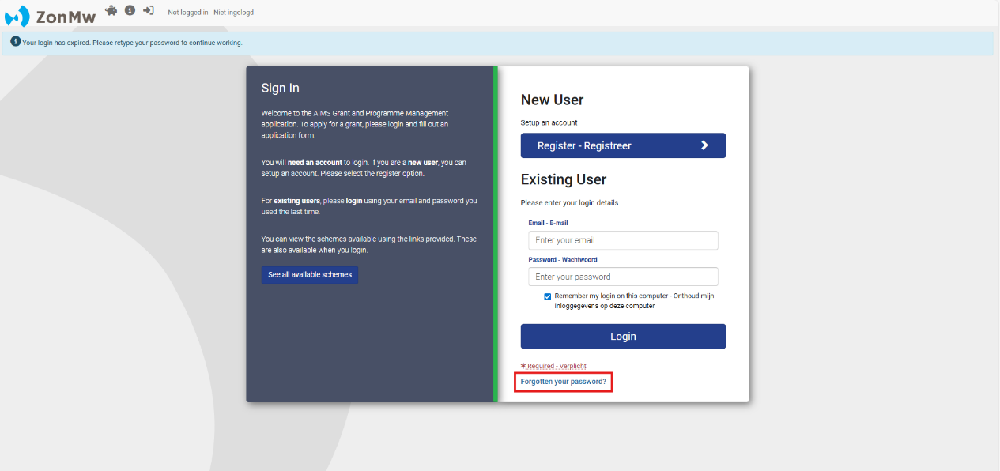 ZonMw
Not logged in - Niet ingelogd
Your login has expired. Please retype your password to continue working.
Sign In
Welcome to the AIMS Grant and Programme Management
application. To apply for a grant, please login and fill out an
application form.
You will need an account to login. If you are a new user, you can
setup an account. Please select the register option.
For existing users, please login using your email and password you
used the last time.
You can view the schemes available using the links provided. These
are also available when you login.
See all available schemes
New User
Setup an account
Register - Registreer
Existing User
Please enter your login details
Email - E-mail
Enter your email
Password - Wachtwoord
Enter your password
Remember my login on this computer - Onthoud mijn
inloggegevens op deze computer
Login
* Required - Verplicht
Forgotten your password?